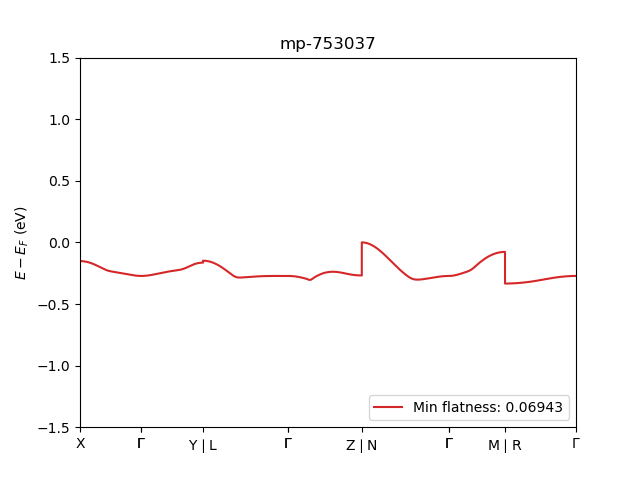 mp-753037
E − E_F (eV)
1.5
1.0
0.5
0.0
−0.5
−1.0
−1.5
Min flatness: 0.06943
X Γ Y | L Γ Z | N Γ M | R Γ